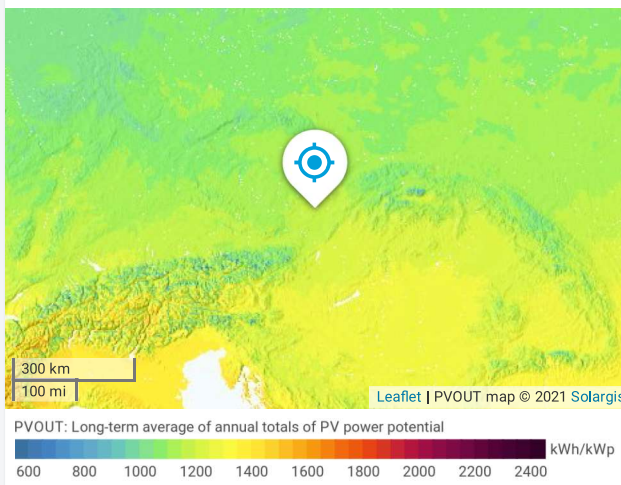 300 km
100 mi
Leaflet | PVOUT map © 2021 Solargis
PVOUT: Long-term average of annual totals of PV power potential
kWh/kWp
600 800 1000 1200 1400 1600 1800 2000 2200 2400